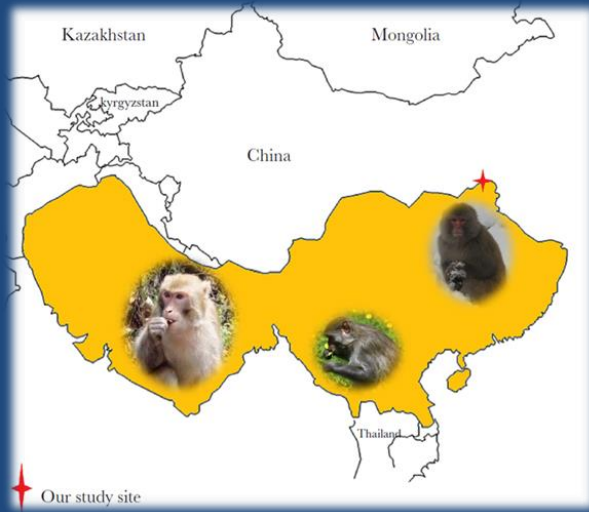 Kazakhstan
Mongolia
kyrgyzstan
China
Thailand
Our study site